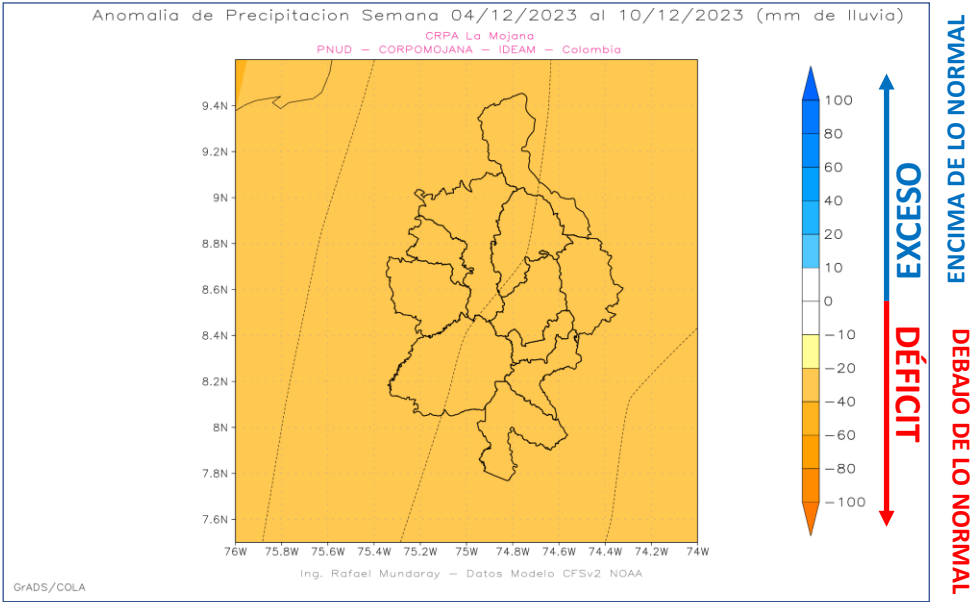 Anomalia de Precipitacion Semana 04/12/2023 al 10/12/2023 (mm de lluvia)
CRPA La Mojana
PNUD – CORPOMOJANA – IDEAM – Colombia
9.4N
9.2N
9N
8.8N
8.6N
8.4N
8.2N
8N
7.8N
7.6N
76W 75.8W 75.6W 75.4W 75.2W 75W 74.8W 74.6W 74.4W 74.2W 74W
100
80
60
40
20
10
0
−10
−20
−40
−60
−80
−100
EXCESO
DÉFICIT
ENCIMA DE LO NORMAL
DEBAJO DE LO NORMAL
Ing. Rafael Mundaray – Datos Modelo CFSv2 NOAA
GrADS/COLA